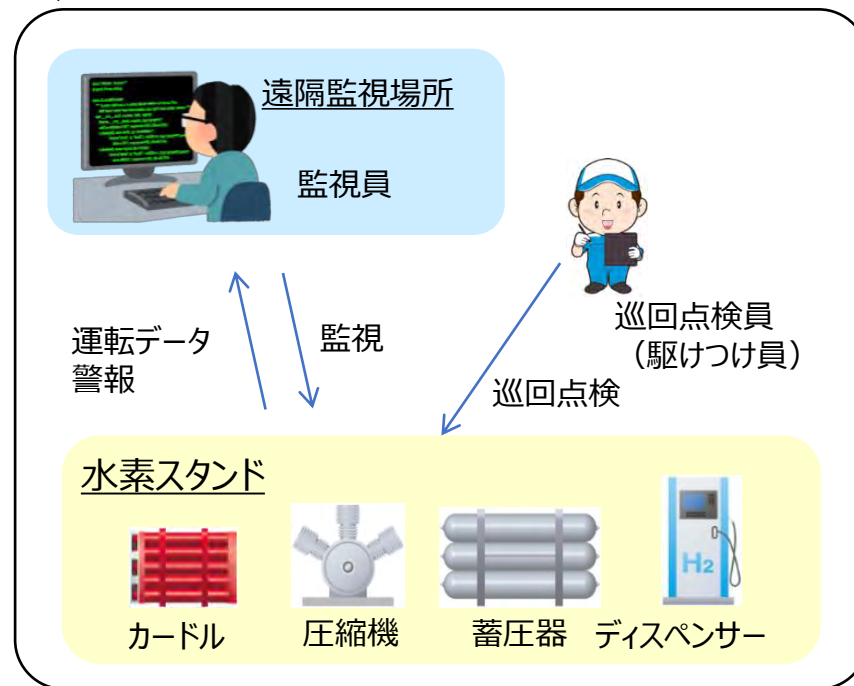 遠隔監視場所
監視員
運転データ
警報
監視
巡回点検員
（駆けつけ員）
巡回点検
水素スタンド
H2
カードル
圧縮機
蓄圧器
ディスペンサー